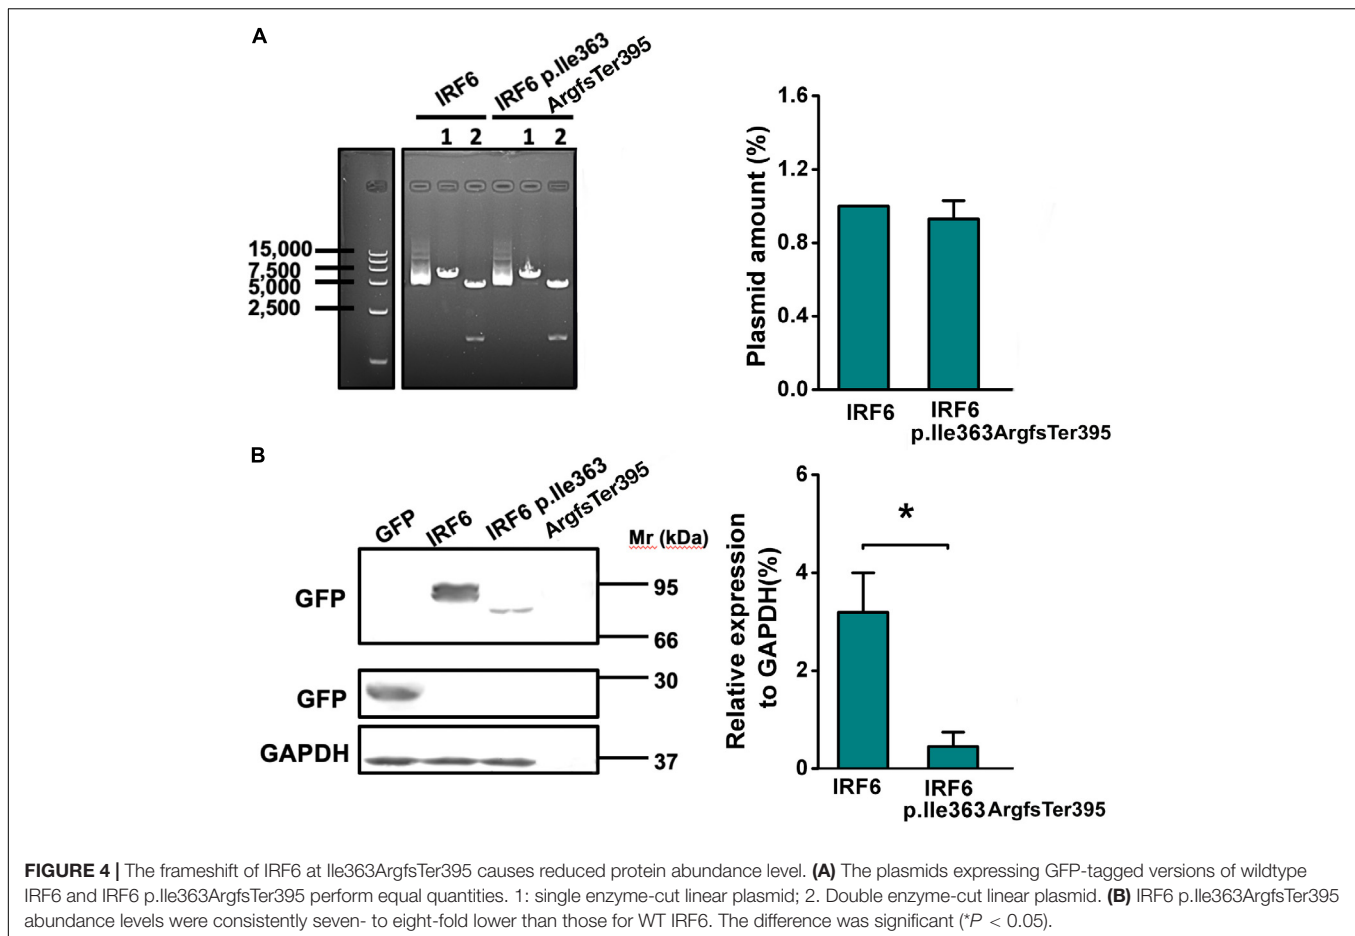 A
IRF6
IRF6 p.Ile363
ArgfsTer395
1 2 1 2
15,000
7,500
5,000
2,500
Plasmid amount (%)
1.6
1.2
0.8
0.4
0.0
IRF6
IRF6
p.Ile363ArgfsTer395
B
GFP
IRF6
IRF6 p.Ile363
ArgfsTer395
Mr (kDa)
GFP
95
66
GFP
30
GAPDH
37
Relative expression
to GAPDH(%)
6
4
2
0
*
IRF6
IRF6
p.Ile363ArgfsTer395
FIGURE 4 | The frameshift of IRF6 at Ile363ArgfsTer395 causes reduced protein abundance level. (A) The plasmids expressing GFP-tagged versions of wildtype
IRF6 and IRF6 p.Ile363ArgfsTer395 perform equal quantities. 1: single enzyme-cut linear plasmid; 2. Double enzyme-cut linear plasmid. (B) IRF6 p.Ile363ArgfsTer395
abundance levels were consistently seven- to eight-fold lower than those for WT IRF6. The difference was significant (*P < 0.05).